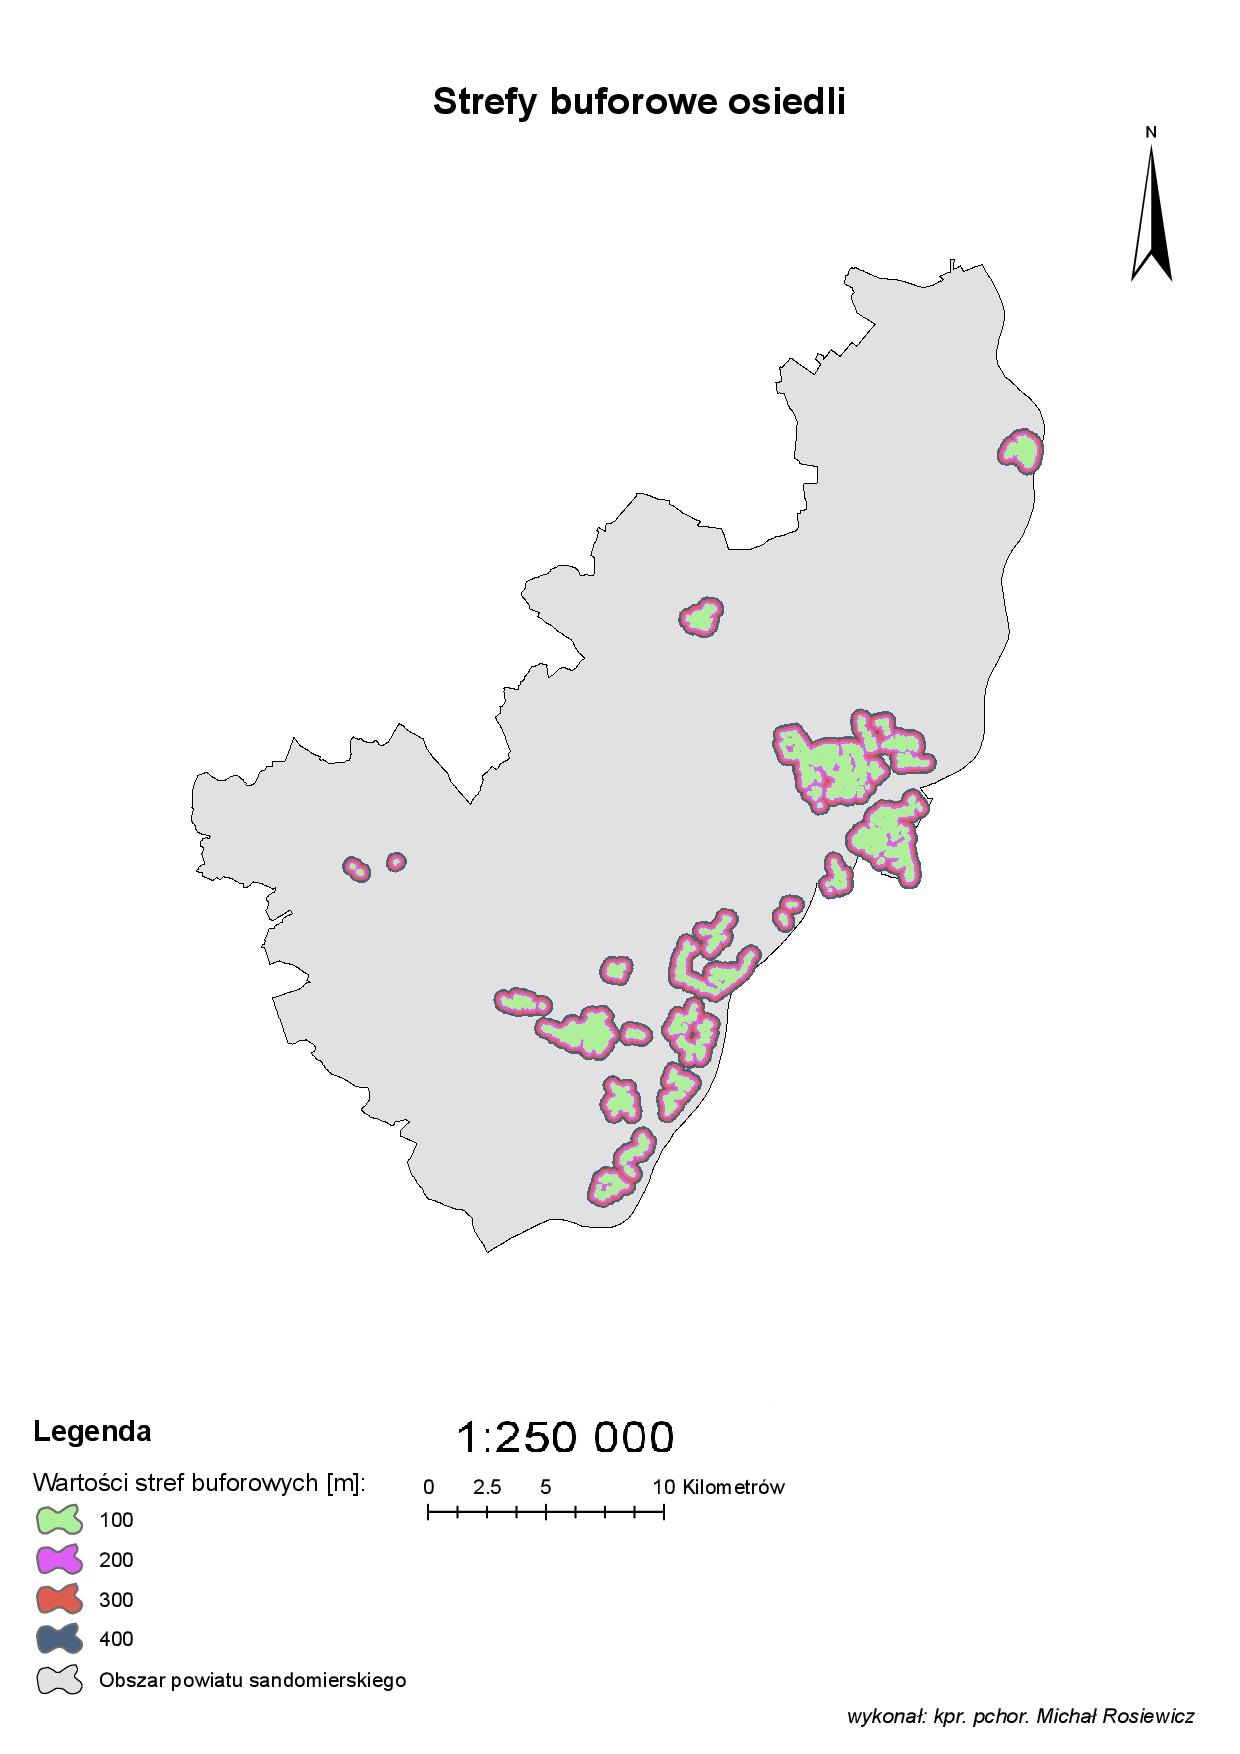 Strefy buforowe osiedli
N
Legenda
1:250 000
Wartości stref buforowych [m]:
0 2.5 5 10 Kilometrów
100
200
300
400
Obszar powiatu sandomierskiego
wykonał: kpr. pchor. Michał Rosiewicz